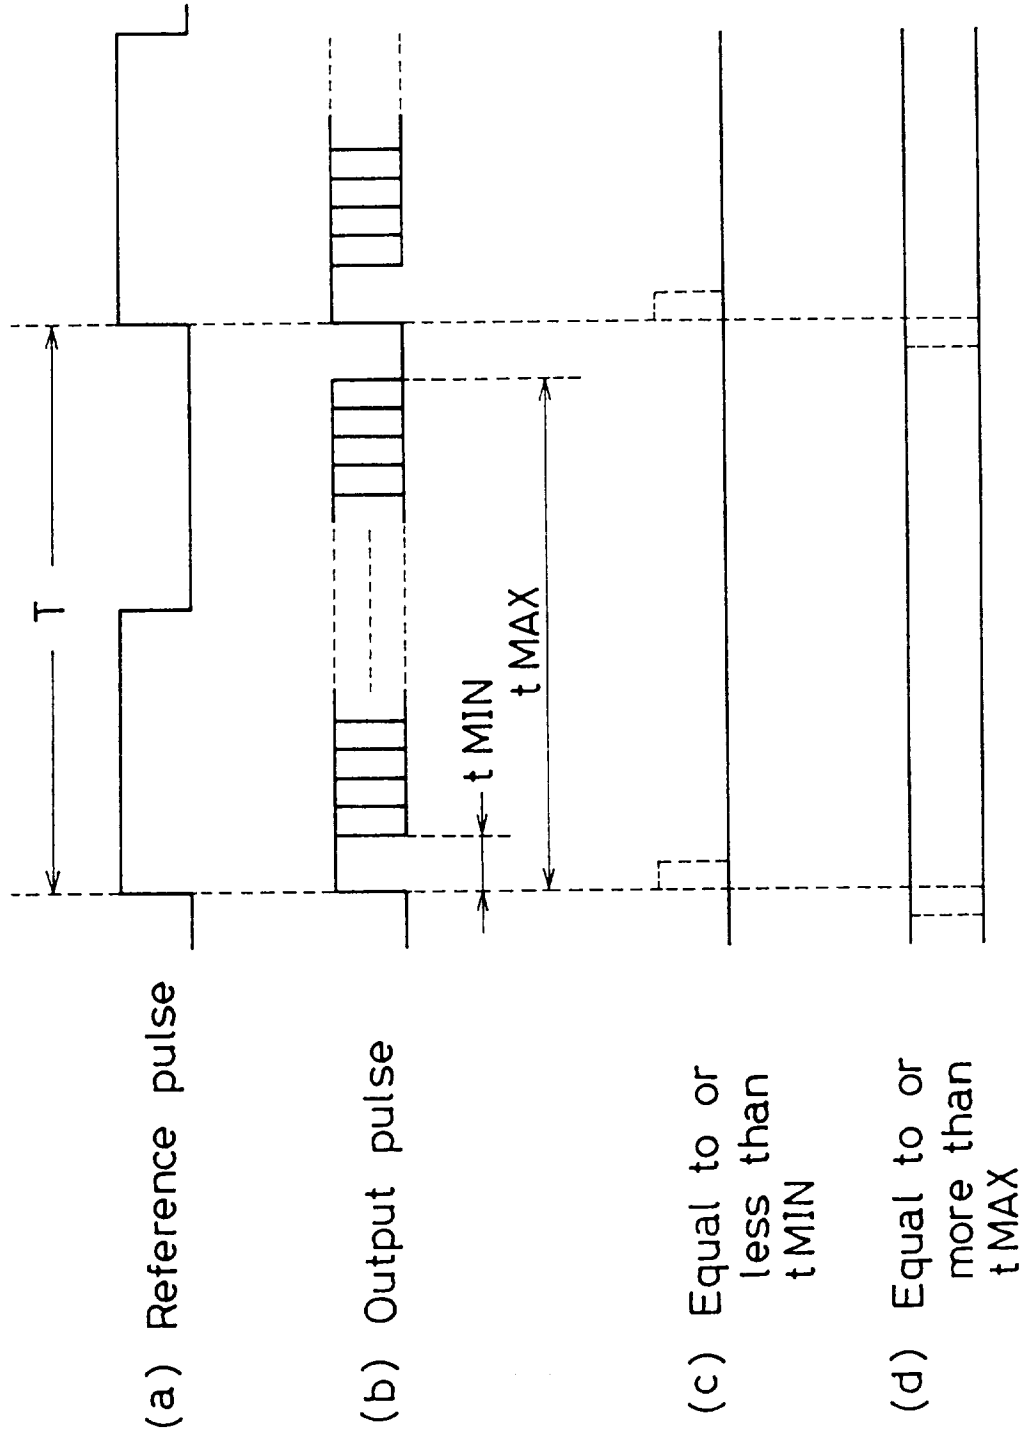 T
(a) Reference pulse
(b) Output pulse
t MIN
t MAX
(c) Equal to or
less than
t MIN
(d) Equal to or
more than
t MAX